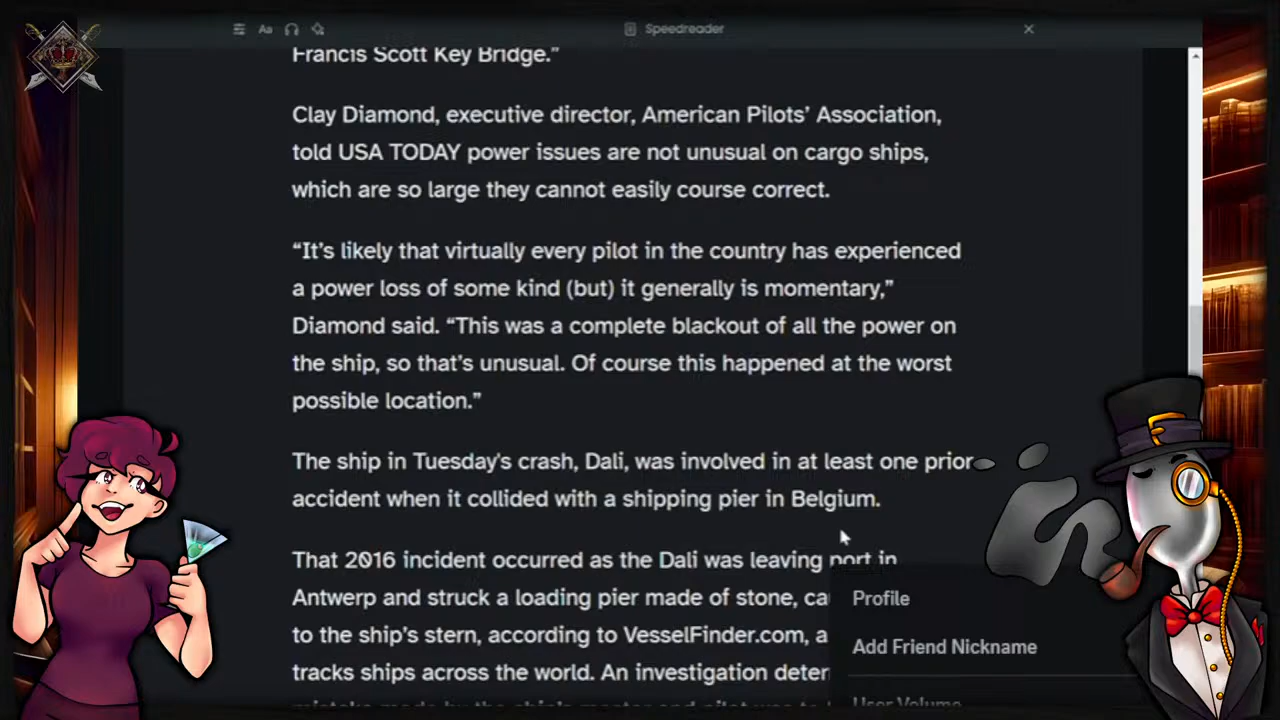 Aa
Speedreader
Francis Scott Key Bridge.”
Clay Diamond, executive director, American Pilots’ Association,
told USA TODAY power issues are not unusual on cargo ships,
which are so large they cannot easily course correct.
“It’s likely that virtually every pilot in the country has experienced
a power loss of some kind (but) it generally is momentary,”
Diamond said. “This was a complete blackout of all the power on
the ship, so that’s unusual. Of course this happened at the worst
possible location.”
The ship in Tuesday's crash, Dali, was involved in at least one prior
accident when it collided with a shipping pier in Belgium.
That 2016 incident occurred as the Dali was leaving port in
Antwerp and struck a loading pier made of stone, ca
to the ship’s stern, according to VesselFinder.com, a
tracks ships across the world. An investigation deter
Profile
Add Friend Nickname
User Volume